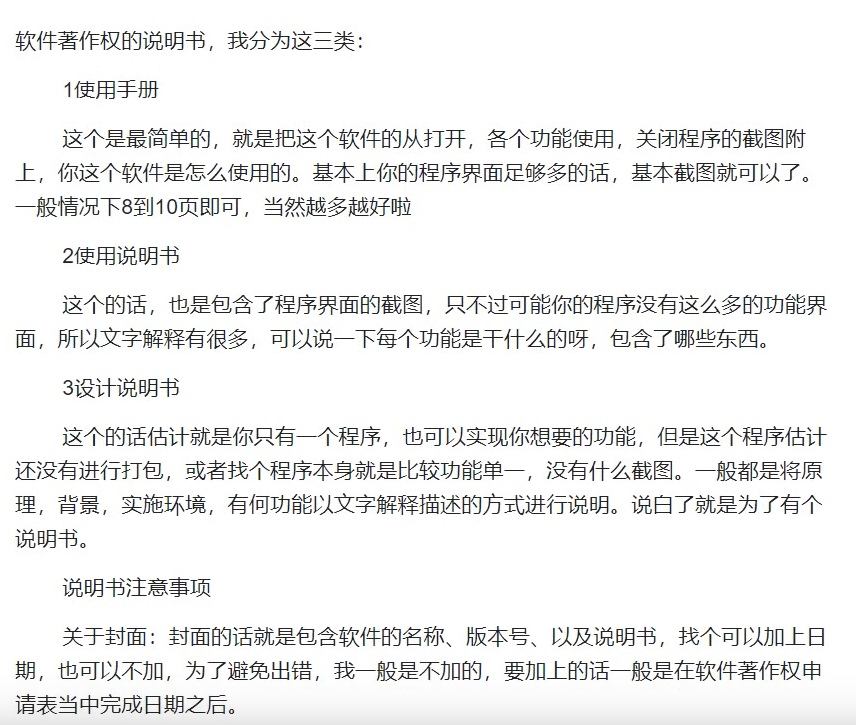 软件著作权的说明书，我分为这三类：
1使用手册
这个是最简单的，就是把这个软件的从打开，各个功能使用，关闭程序的截图附
上，你这个软件是怎么使用的。基本上你的程序界面足够多的话，基本截图就可以了。
一般情况下8到10页即可，当然越多越好啦
2使用说明书
这个的话，也是包含了程序界面的截图，只不过可能你的程序没有这么多的功能界
面，所以文字解释有很多，可以说一下每个功能是干什么的呀，包含了哪些东西。
3设计说明书
这个的话估计就是你只有一个程序，也可以实现你想要的功能，但是这个程序估计
还没有进行打包，或者找个程序本身就是比较功能单一，没有什么截图。一般都是将原
理，背景，实施环境，有何功能以文字解释描述的方式进行说明。说白了就是为了有个
说明书。
说明书注意事项
关于封面：封面的话就是包含软件的名称、版本号、以及说明书，找个可以加上日
期，也可以不加，为了避免出错，我一般是不加的，要加上的话一般是在软件著作权申
请表当中完成日期之后。